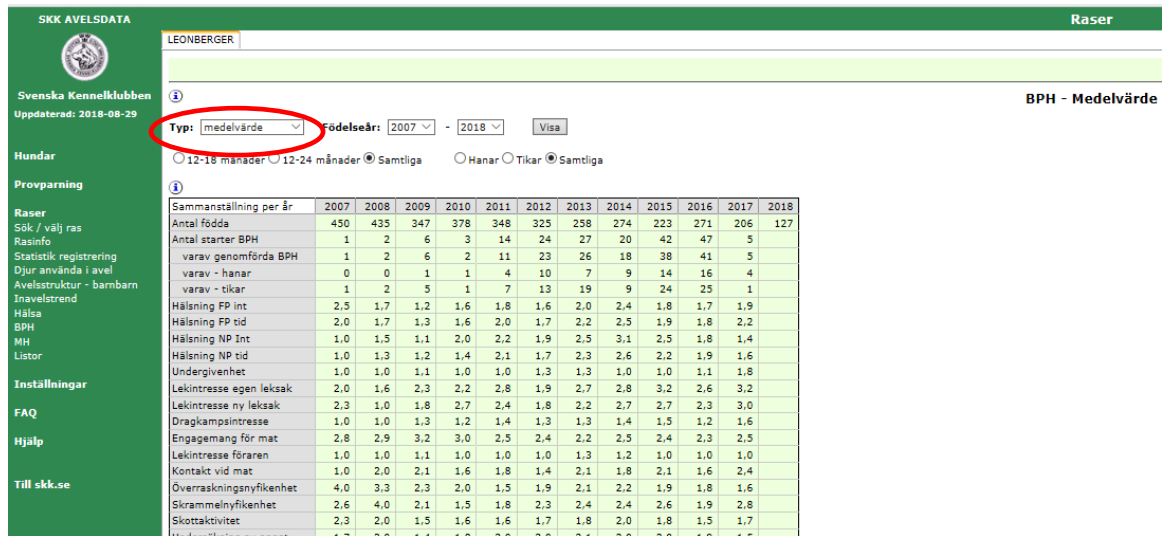 SKK AVELSDATA
Raser
LEONBERGER
Svenska Kennelklubben
Uppdaterad: 2018-08-29
BPH - Medelvärde
Typ: medelvärde Födelseår: 2007 - 2018 Visa
12-18 månader 12-24 månader Samtliga Hanar Tikar Samtliga
Hundar
Provparning
Raser
Sök / välj ras
Rasinfo
Statistik registrering
Djur använda i avel
Avelsstruktur - barnbarn
Inavelstrend
Hälsa
BPH
MH
Listor
Inställningar
FAQ
Hjälp
Till skk.se
Sammanställning per år 2007 2008 2009 2010 2011 2012 2013 2014 2015 2016 2017 2018
Antal födda 450 435 347 378 348 325 258 274 223 271 206 127
Antal starter BPH 1 2 6 3 14 24 27 20 42 47 5
varav genomförda BPH 1 2 6 2 11 23 26 18 38 41 5
varav - hanar 0 0 1 1 4 10 7 9 14 16 4
varav - tikar 1 2 5 1 7 13 19 9 24 25 1
Hälsning FP int 2,5 1,7 1,2 1,6 1,8 1,6 2,0 2,4 1,8 1,7 1,9
Hälsning FP tid 2,0 1,7 1,3 1,6 2,0 1,7 2,2 2,5 1,9 1,8 2,2
Hälsning NP Int 1,0 1,5 1,1 2,0 2,2 1,9 2,5 3,1 2,5 1,8 1,4
Hälsning NP tid 1,0 1,3 1,2 1,4 2,1 1,7 2,3 2,6 2,2 1,9 1,6
Undergivenhet 1,0 1,0 1,1 1,0 1,0 1,3 1,3 1,0 1,0 1,1 1,8
Lekintresse egen leksak 2,0 1,6 2,3 2,2 2,8 1,9 2,7 2,8 3,2 2,6 3,2
Lekintresse ny leksak 2,3 1,0 1,8 2,7 2,4 1,8 2,2 2,7 2,7 2,3 3,0
Dragkampsintresse 1,0 1,0 1,3 1,2 1,4 1,3 1,3 1,4 1,5 1,2 1,6
Engagemang för mat 2,8 2,9 3,2 3,0 2,5 2,4 2,2 2,5 2,4 2,3 2,5
Lekintresse föraren 1,0 1,0 1,1 1,0 1,0 1,0 1,3 1,2 1,0 1,0 1,0
Kontakt vid mat 1,0 2,0 2,1 1,6 1,8 1,4 2,1 1,8 2,1 1,6 2,4
Överraskningsnyfikenhet 4,0 3,3 2,3 2,0 1,5 1,9 2,1 2,2 1,9 1,8 1,6
Skrammelnyfikenhet 2,6 4,0 2,1 1,5 1,8 2,3 2,4 2,4 2,6 1,9 2,8
Skottaktivitet 2,3 2,0 1,5 1,6 1,6 1,7 1,8 2,0 1,8 1,5 1,7